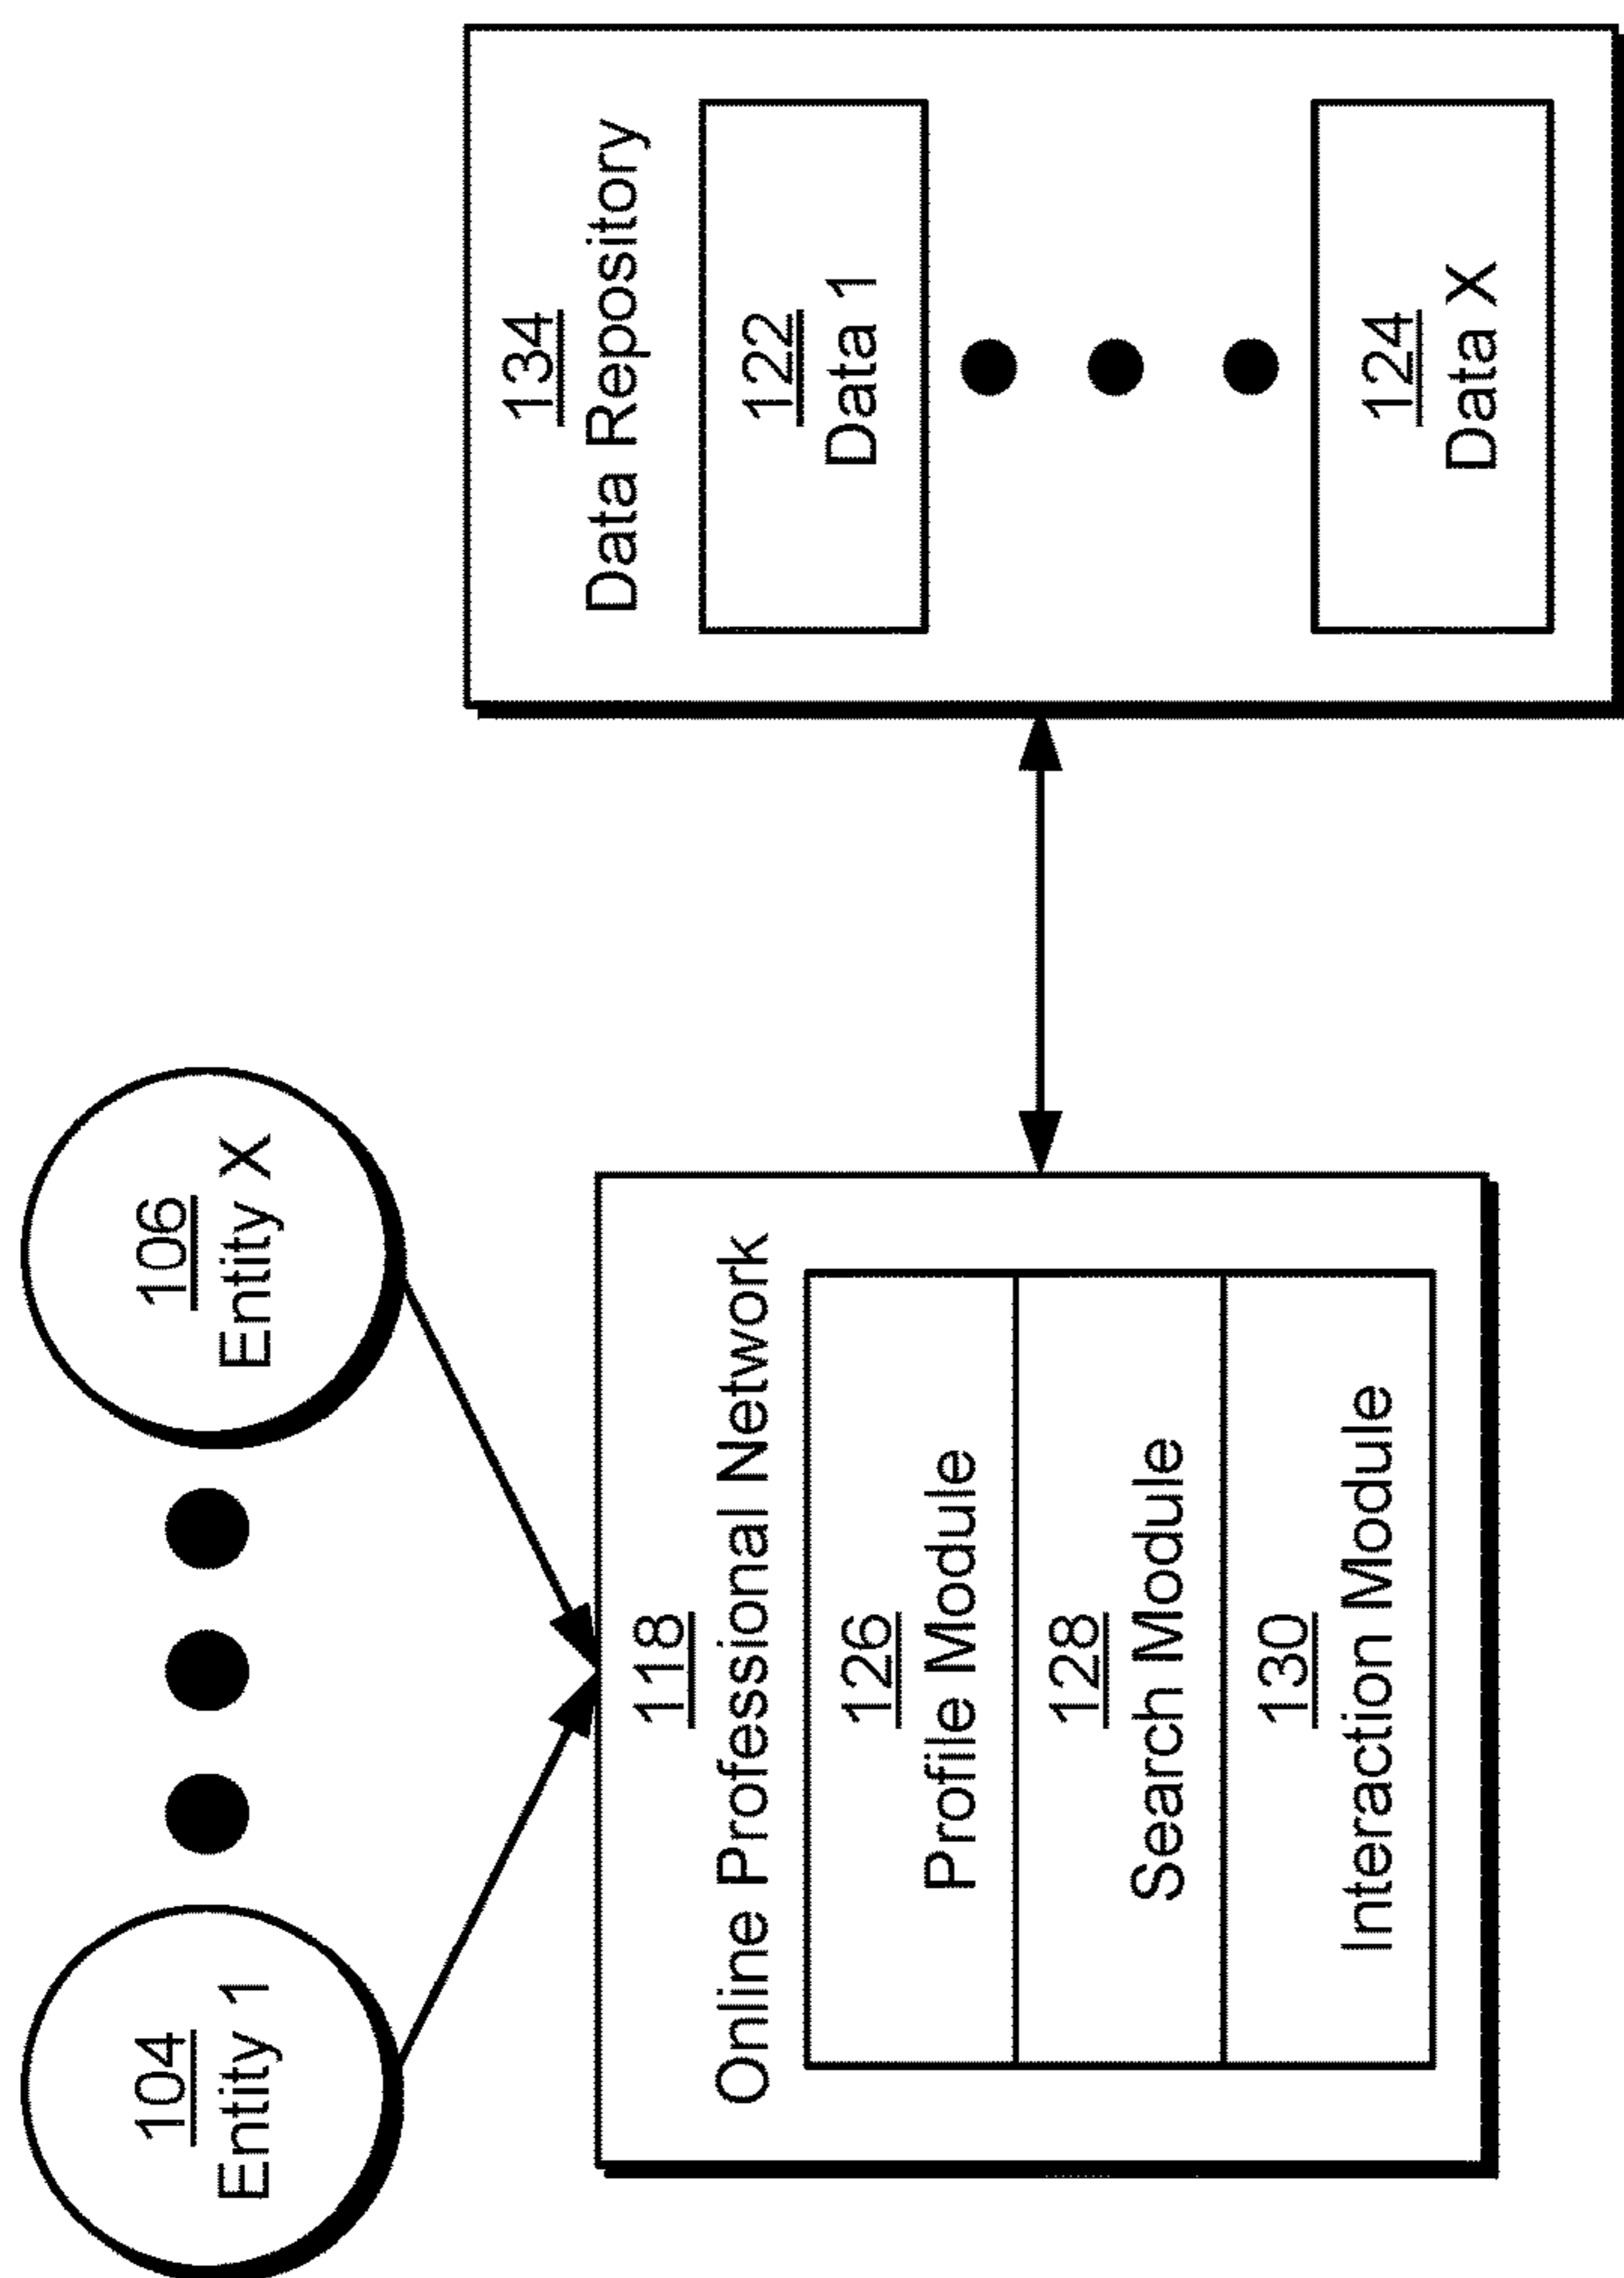 104
Entity 1
106
Entity X
118
Online Professional Network
126
Profile Module
128
Search Module
130
Interaction Module
134
Data Repository
122
Data 1
124
Data X